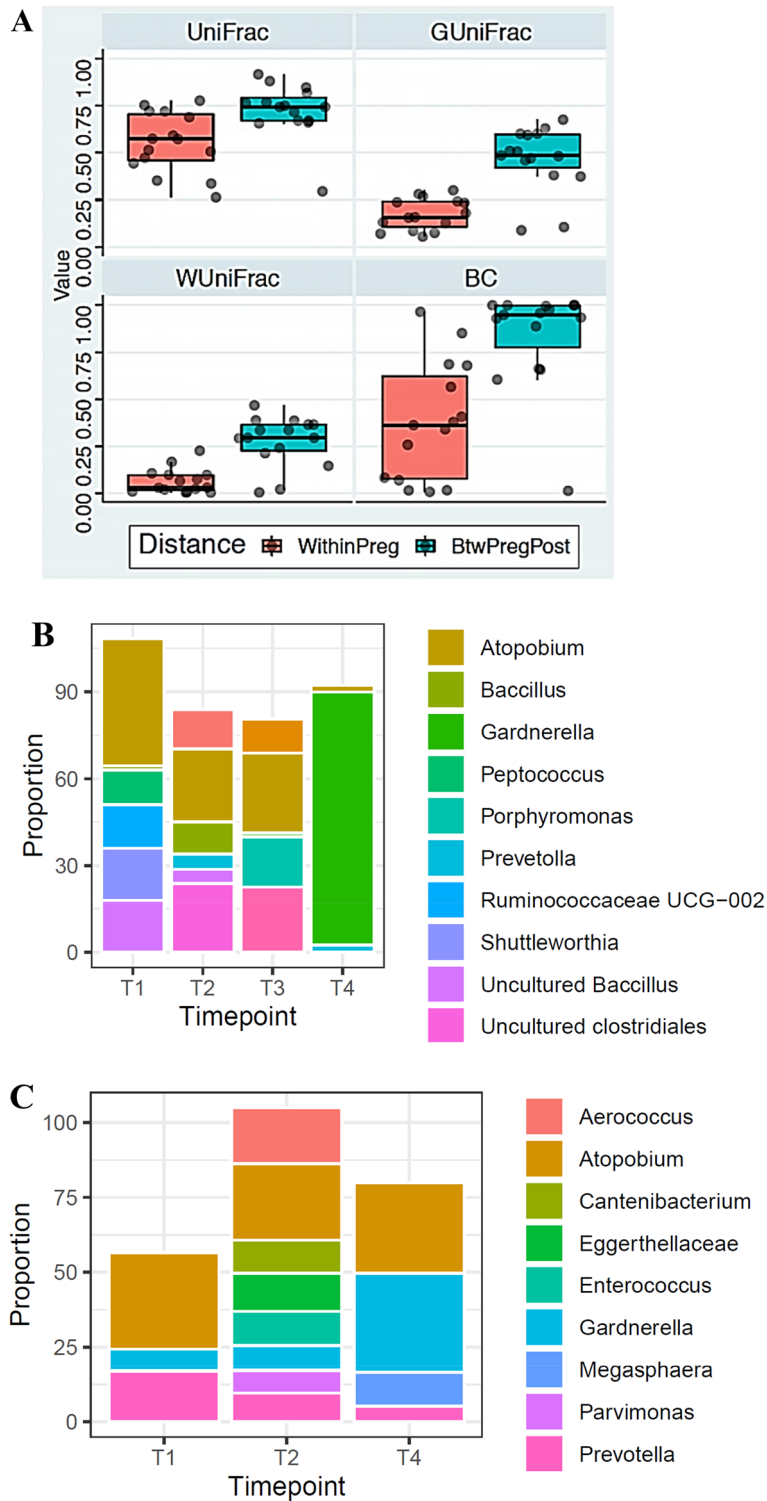 A
UniFrac
GUniFrac
Value
0.00 0.25 0.50 0.75 1.00
WUniFrac
BC
0.00 0.25 0.50 0.75 1.00
Distance WithinPreg BtwPregPost
B
Proportion
90
60
30
0
T1 T2 T3 T4
Timepoint
Atopobium
Baccillus
Gardnerella
Peptococcus
Porphyromonas
Prevetolla
Ruminococcaceae UCG−002
Shuttleworthia
Uncultured Bacillus
Uncultured clostridiales
C
Proportion
100
75
50
25
0
T1 T2 T4
Timepoint
Aerococcus
Atopobium
Cantenibacterium
Eggerthellaceae
Enterococcus
Gardnerella
Megasphaera
Parvimonas
Prevotella